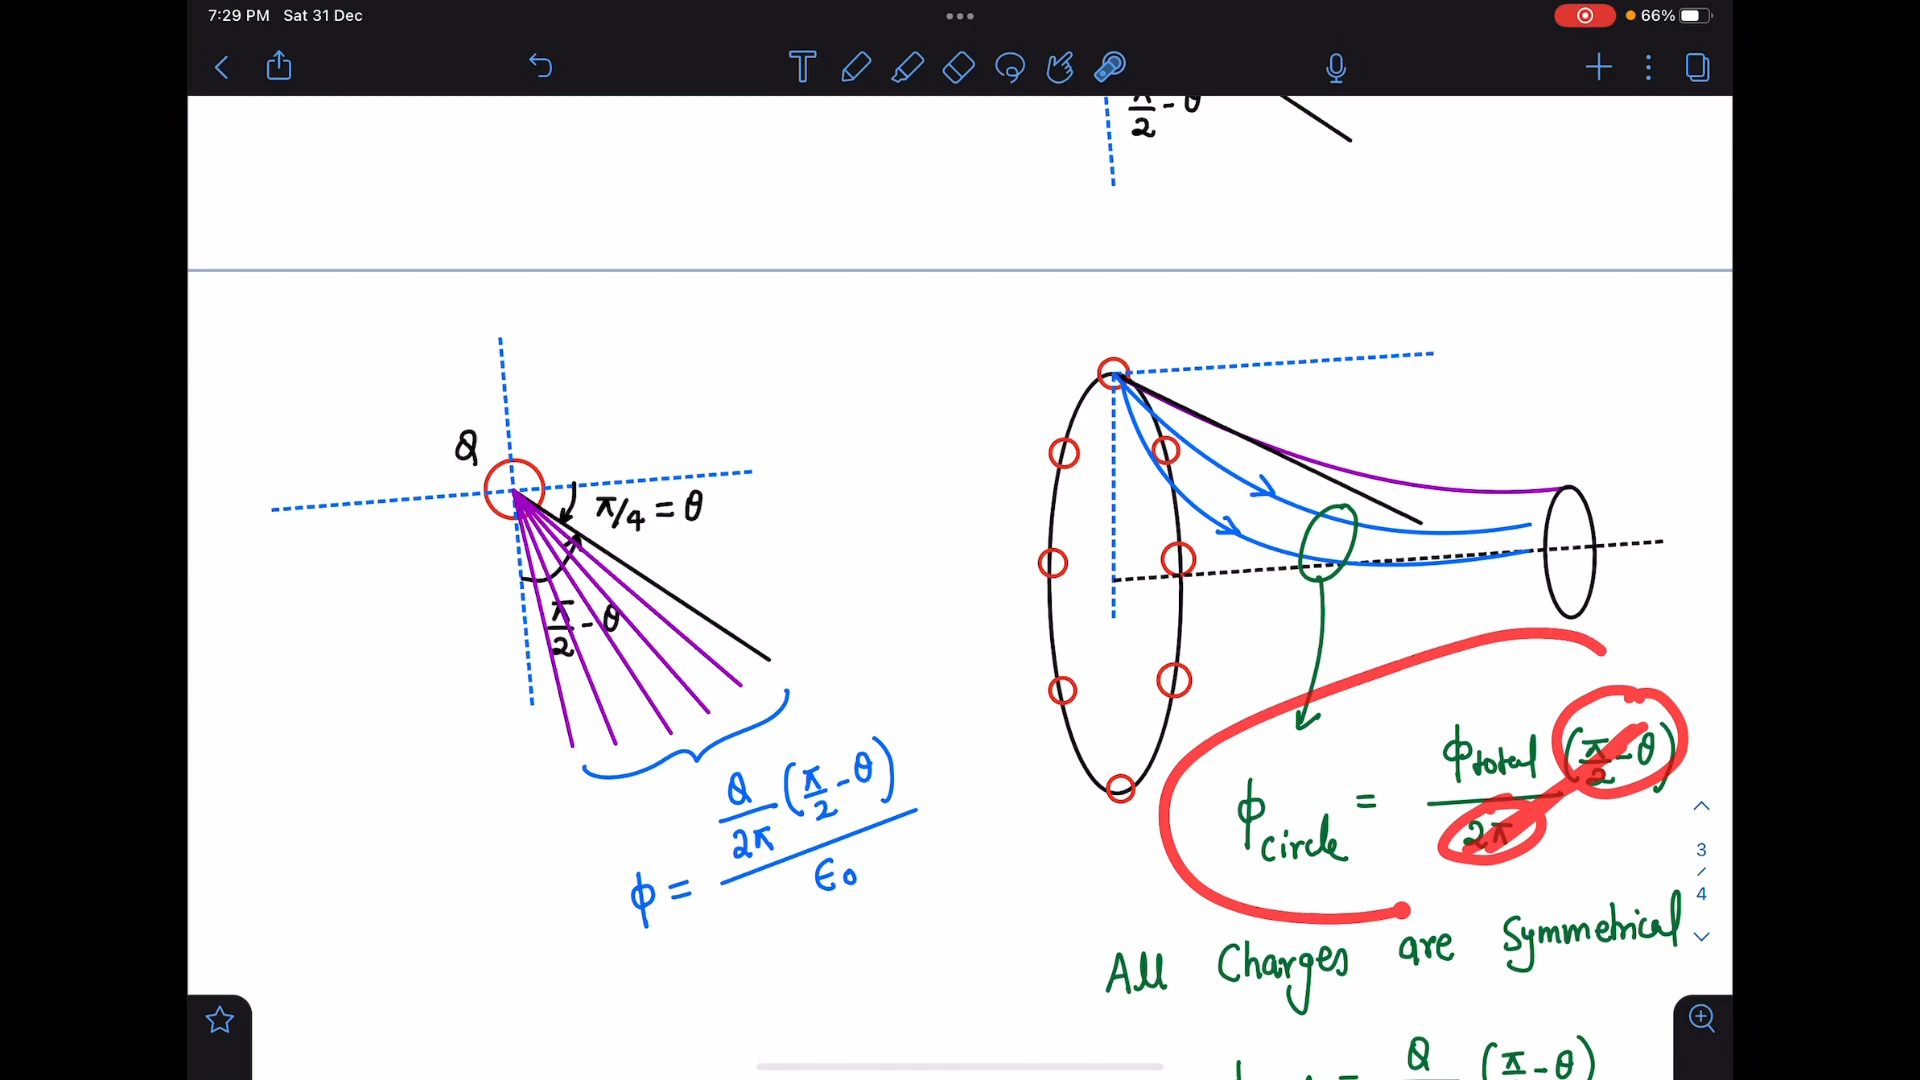 7:29 PM Sat 31 Dec
66%
π/2 - θ
Q
π/4 = θ
π/2 - θ
ϕ = Q/2π (π/2 - θ) / ϵ₀
ϕcircle = ϕtotal (π/2 - θ) / 2π
3
/
4
All Charges are Symmetrical
= Q (π - θ)